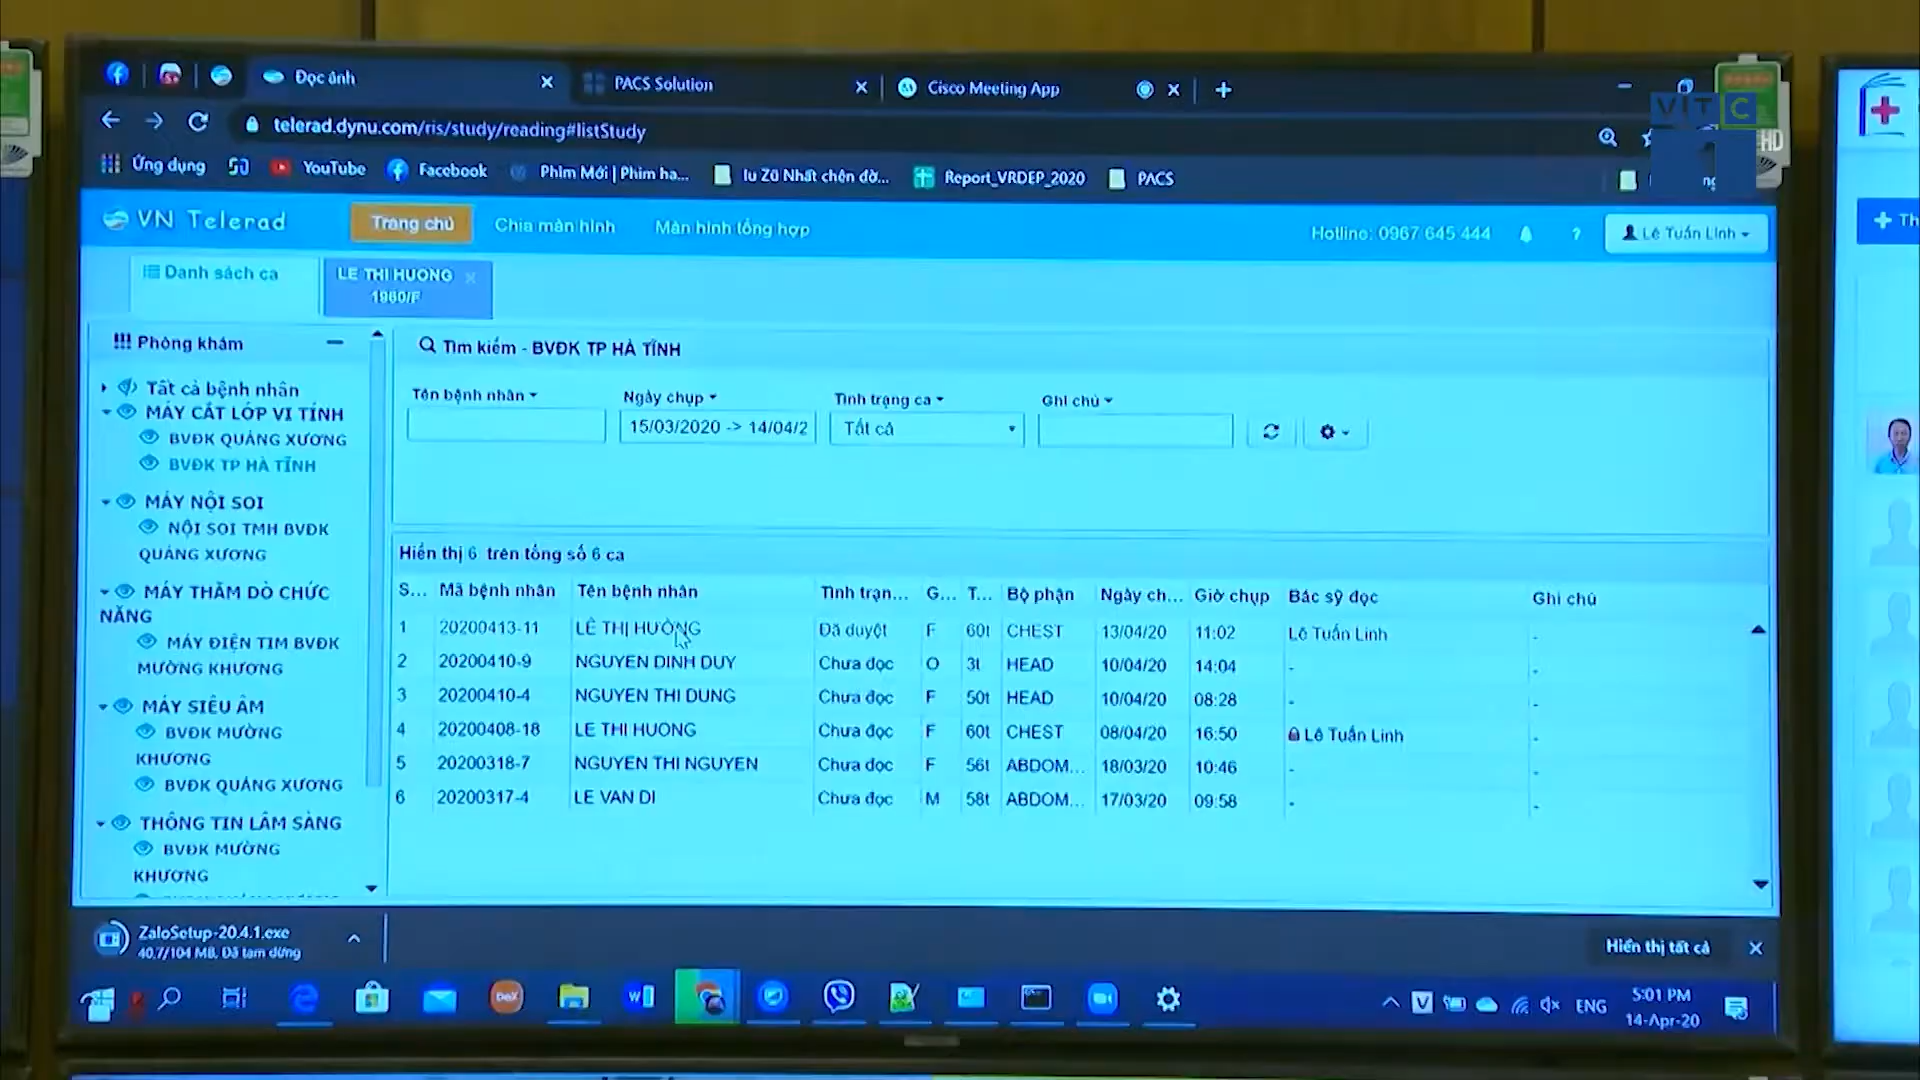 Đọc ảnh
PACS Solution
Cisco Meeting App
telerad.dynu.com/ris/study/reading#listStudy
VTC
1
HD
Ứng dụng
YouTube
Facebook
Phim Mới | Phim ha...
Iu Zữ Nhất chên đờ...
Report_VRDEP_2020
PACS
VN Telerad
Trang chủ
Chia màn hình
Màn hình tổng hợp
Hotline: 0967 645 444
?
Lê Tuấn Linh
Danh sách ca
LE THI HUONG
1960/F
+ Th
Phòng khám
Tất cả bệnh nhân
MÁY CẮT LỚP VI TÍNH
BVĐK QUẢNG XƯƠNG
BVĐK TP HÀ TĨNH
MÁY NỘI SOI
NỘI SOI TMH BVĐK
QUẢNG XƯƠNG
MÁY THĂM DÒ CHỨC
NĂNG
MÁY ĐIỆN TIM BVĐK
MƯỜNG KHƯƠNG
MÁY SIÊU ÂM
BVĐK MƯỜNG
KHƯƠNG
BVĐK QUẢNG XƯƠNG
THÔNG TIN LÂM SÀNG
BVĐK MƯỜNG
KHƯƠNG
Tìm kiếm - BVĐK TP HÀ TĨNH
Tên bệnh nhân
Ngày chụp
Tình trạng ca
Ghi chú
15/03/2020 -> 14/04/2
Tất cả
Hiển thị 6 trên tổng số 6 ca
S... Mã bệnh nhân Tên bệnh nhân Tình trạn... G... T... Bộ phận Ngày ch... Giờ chụp Bác sỹ đọc Ghi chú
1 20200413-11 LÊ THỊ HƯỜNG Đã duyệt F 60t CHEST 13/04/20 11:02 Lê Tuấn Linh -
2 20200410-9 NGUYEN DINH DUY Chưa đọc O 3t HEAD 10/04/20 14:04 - -
3 20200410-4 NGUYEN THI DUNG Chưa đọc F 50t HEAD 10/04/20 08:28 - -
4 20200408-18 LE THI HUONG Chưa đọc F 60t CHEST 08/04/20 16:50 Lê Tuấn Linh -
5 20200318-7 NGUYEN THI NGUYEN Chưa đọc F 56t ABDOM... 18/03/20 10:46 - -
6 20200317-4 LE VAN DI Chưa đọc M 58t ABDOM... 17/03/20 09:58 - -
ZaloSetup-20.4.1.exe
40.7/104 MB, Đã tạm dừng
Hiển thị tất cả
ENG
5:01 PM
14-Apr-20